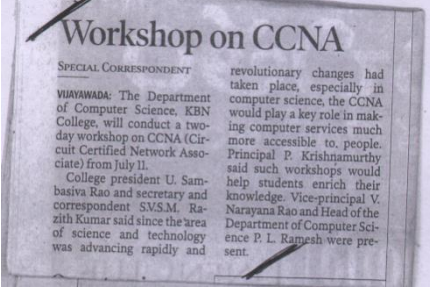 Workshop on CCNA
SPECIAL CORRESPONDENT
VIJAYAWADA: The Department
of Computer Science, KBN
College, will conduct a two-
day workshop on CCNA (Cir-
cuit Certified Network Asso-
ciate) from July 11.
College president U. Sam-
basiva Rao and secretary and
correspondent S.V.S.M. Ra-
zith Kumar said since the area
of science and technology
was advancing rapidly and
revolutionary changes had
taken place, especially in
computer science, the CCNA
would play a key role in mak-
ing computer services much
more accessible to people.
Principal P. Krishnamurthy
said such workshops would
help students enrich their
knowledge. Vice-principal V.
Narayana Rao and Head of the
Department of Computer Sci-
ence P. L. Ramesh were pre-
sent.